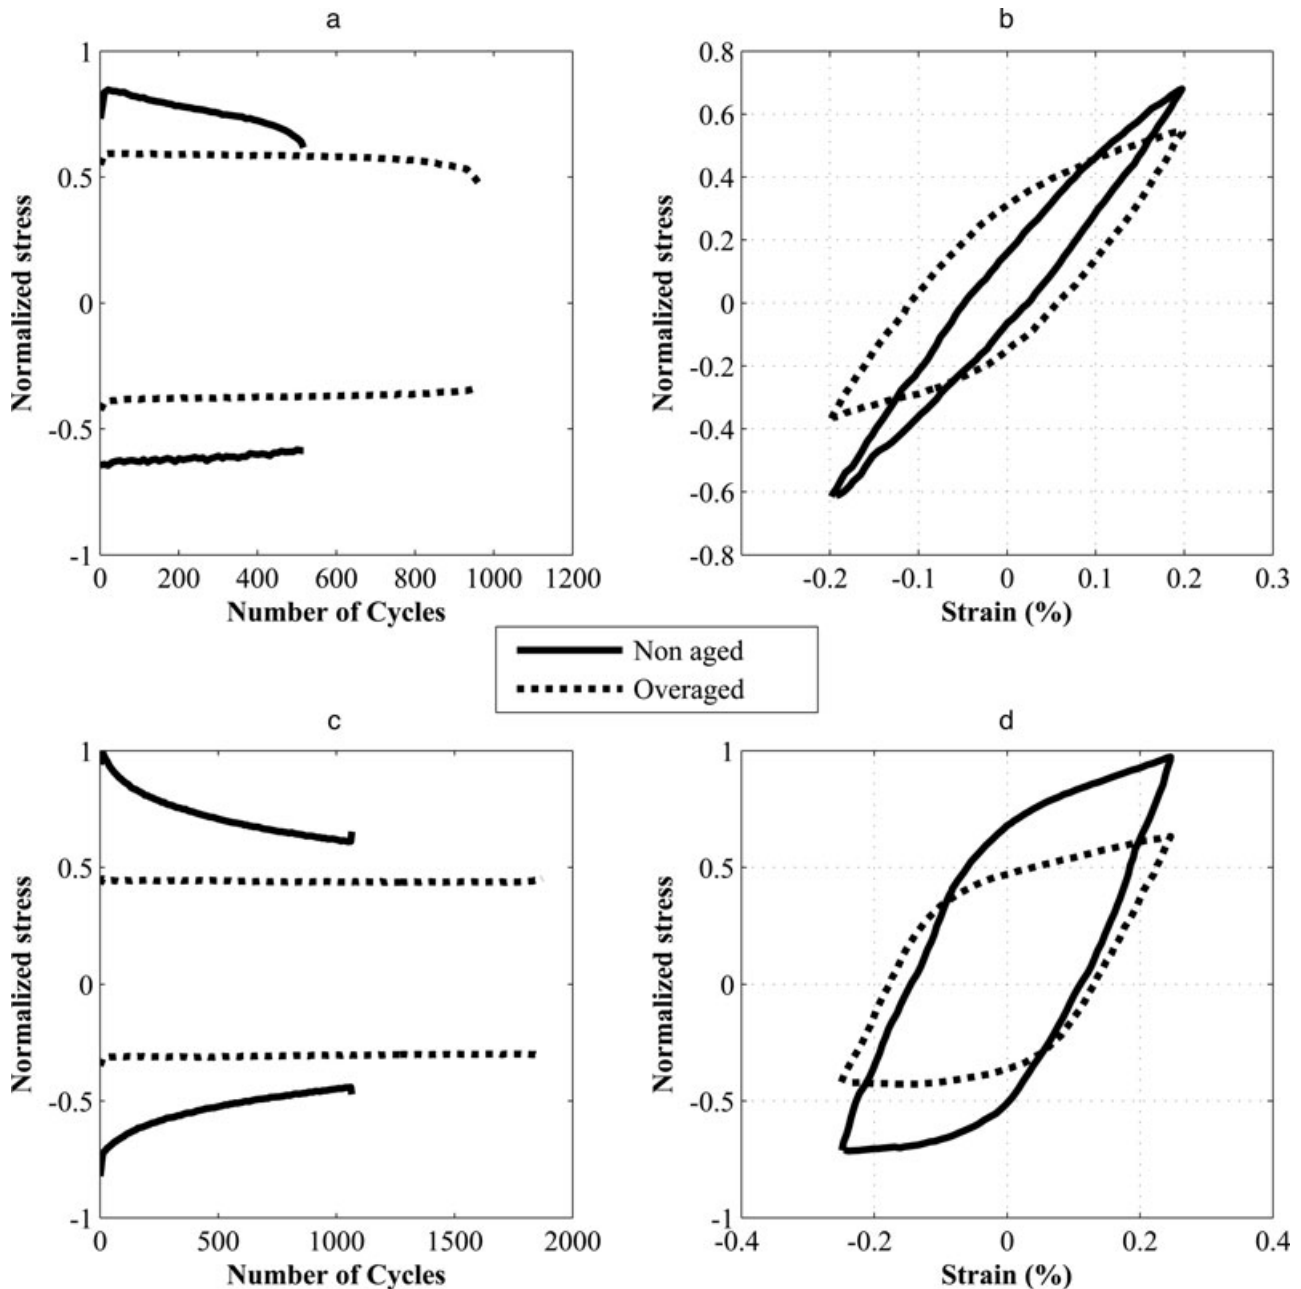 a
1
0.5
0
-0.5
-1
Normalized stress
0 200 400 600 800 1000 1200
Number of Cycles
b
0.8
0.6
0.4
0.2
0
-0.2
-0.4
-0.6
-0.8
Normalized stress
-0.2 -0.1 0 0.1 0.2 0.3
Strain (%)
Non aged
Overaged
c
1
0.5
0
-0.5
-1
Normalized stress
0 500 1000 1500 2000
Number of Cycles
d
1
0.5
0
-0.5
-1
Normalized stress
-0.4 -0.2 0 0.2 0.4
Strain (%)